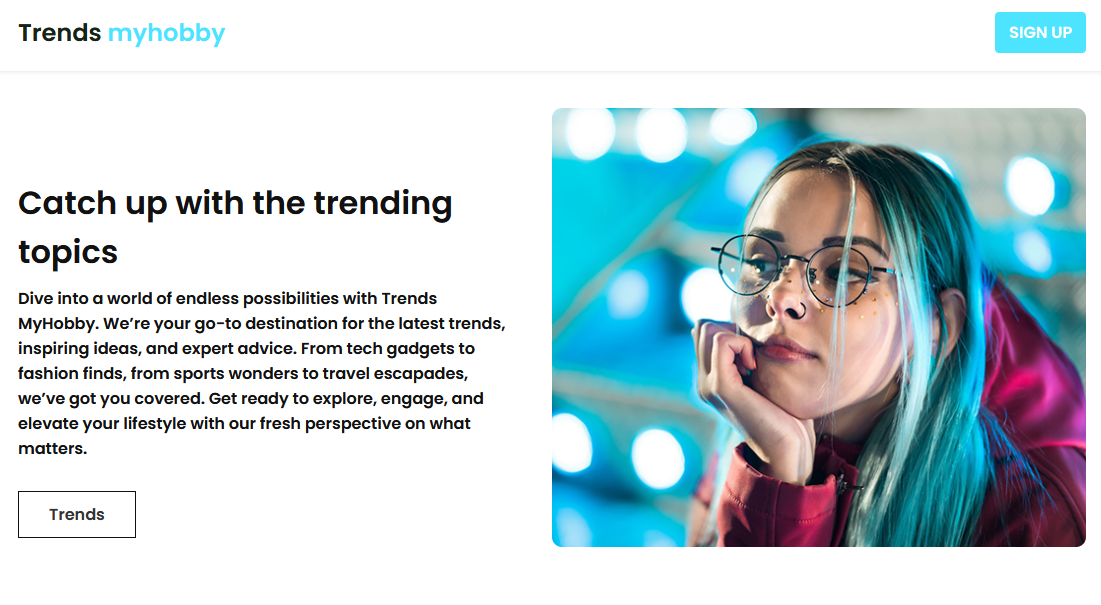 Trends myhobby
SIGN UP
Catch up with the trending
topics
Dive into a world of endless possibilities with Trends
MyHobby. We’re your go-to destination for the latest trends,
inspiring ideas, and expert advice. From tech gadgets to
fashion finds, from sports wonders to travel escapades,
we’ve got you covered. Get ready to explore, engage, and
elevate your lifestyle with our fresh perspective on what
matters.
Trends